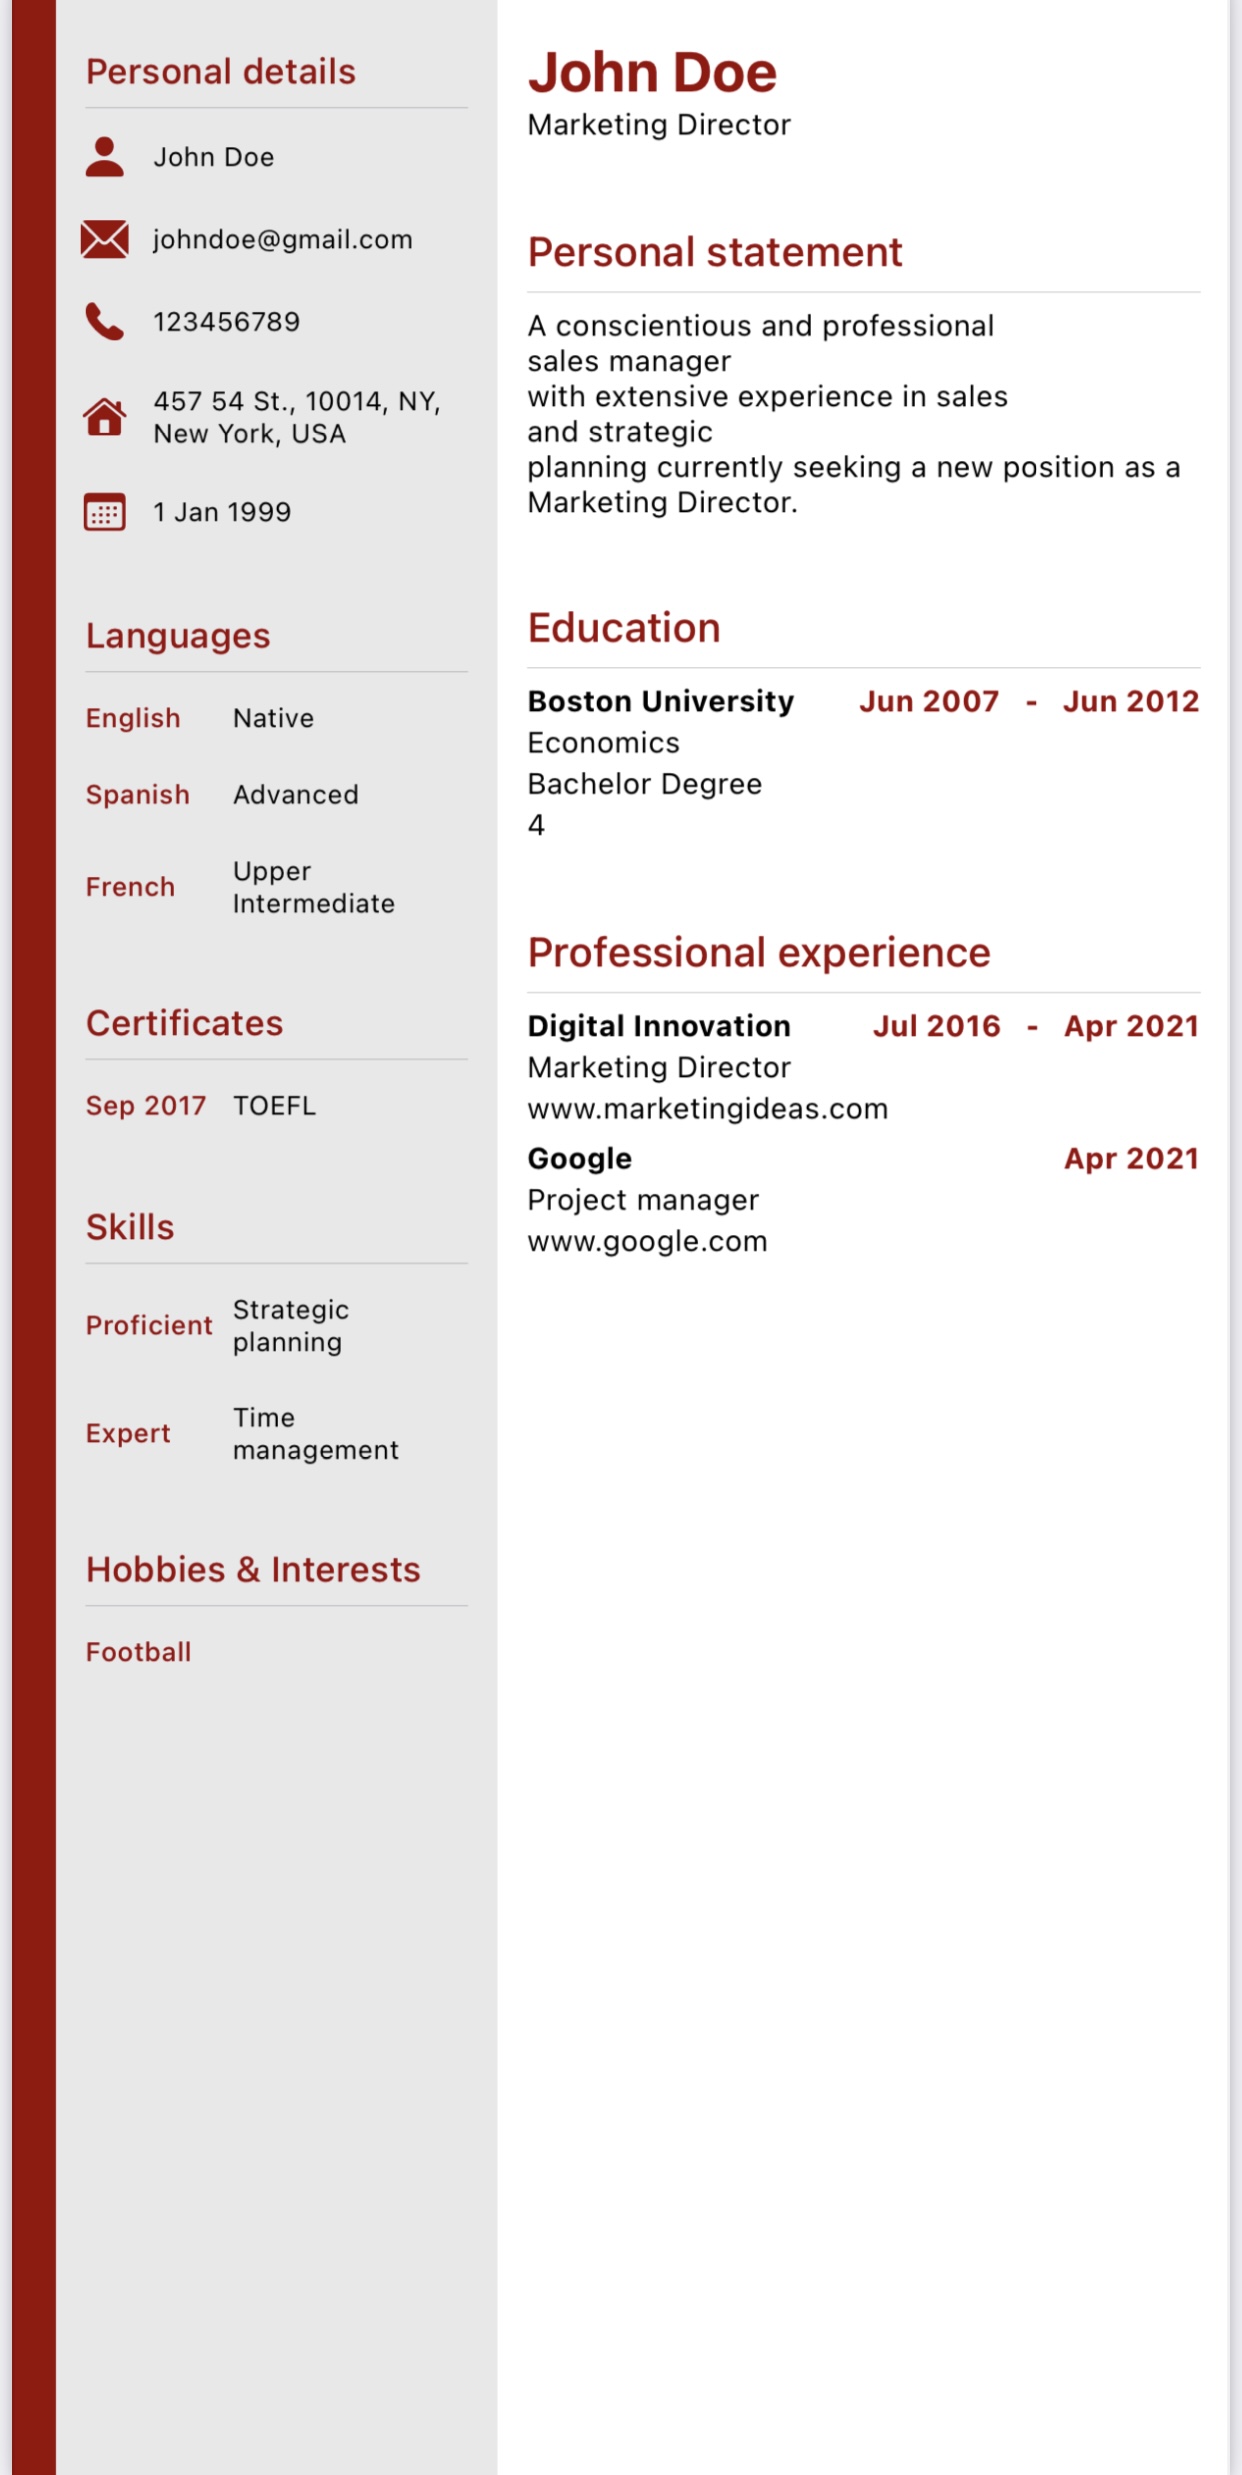 Personal details
John Doe
johndoe@gmail.com
123456789
457 54 St., 10014, NY,
New York, USA
1 Jan 1999
Languages
English Native
Spanish Advanced
French Upper
Intermediate
Certificates
Sep 2017 TOEFL
Skills
Proficient Strategic
planning
Expert Time
management
Hobbies & Interests
Football
John Doe
Marketing Director
Personal statement
A conscientious and professional
sales manager
with extensive experience in sales
and strategic
planning currently seeking a new position as a
Marketing Director.
Education
Boston University Jun 2007 - Jun 2012
Economics
Bachelor Degree
4
Professional experience
Digital Innovation Jul 2016 - Apr 2021
Marketing Director
www.marketingideas.com
Google Apr 2021
Project manager
www.google.com